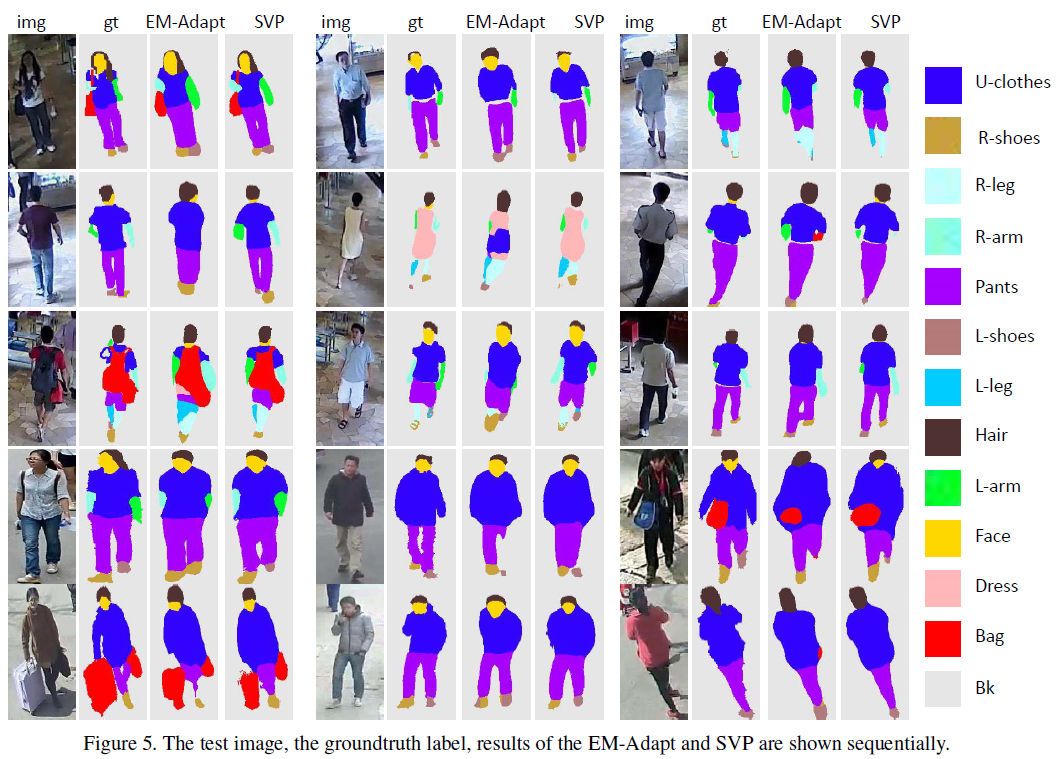 img gt EM-Adapt SVP img gt EM-Adapt SVP img gt EM-Adapt SVP
U-clothes
R-shoes
R-leg
R-arm
Pants
L-shoes
L-leg
Hair
L-arm
Face
Dress
Bag
Bk
Figure 5. The test image, the groundtruth label, results of the EM-Adapt and SVP are shown sequentially.